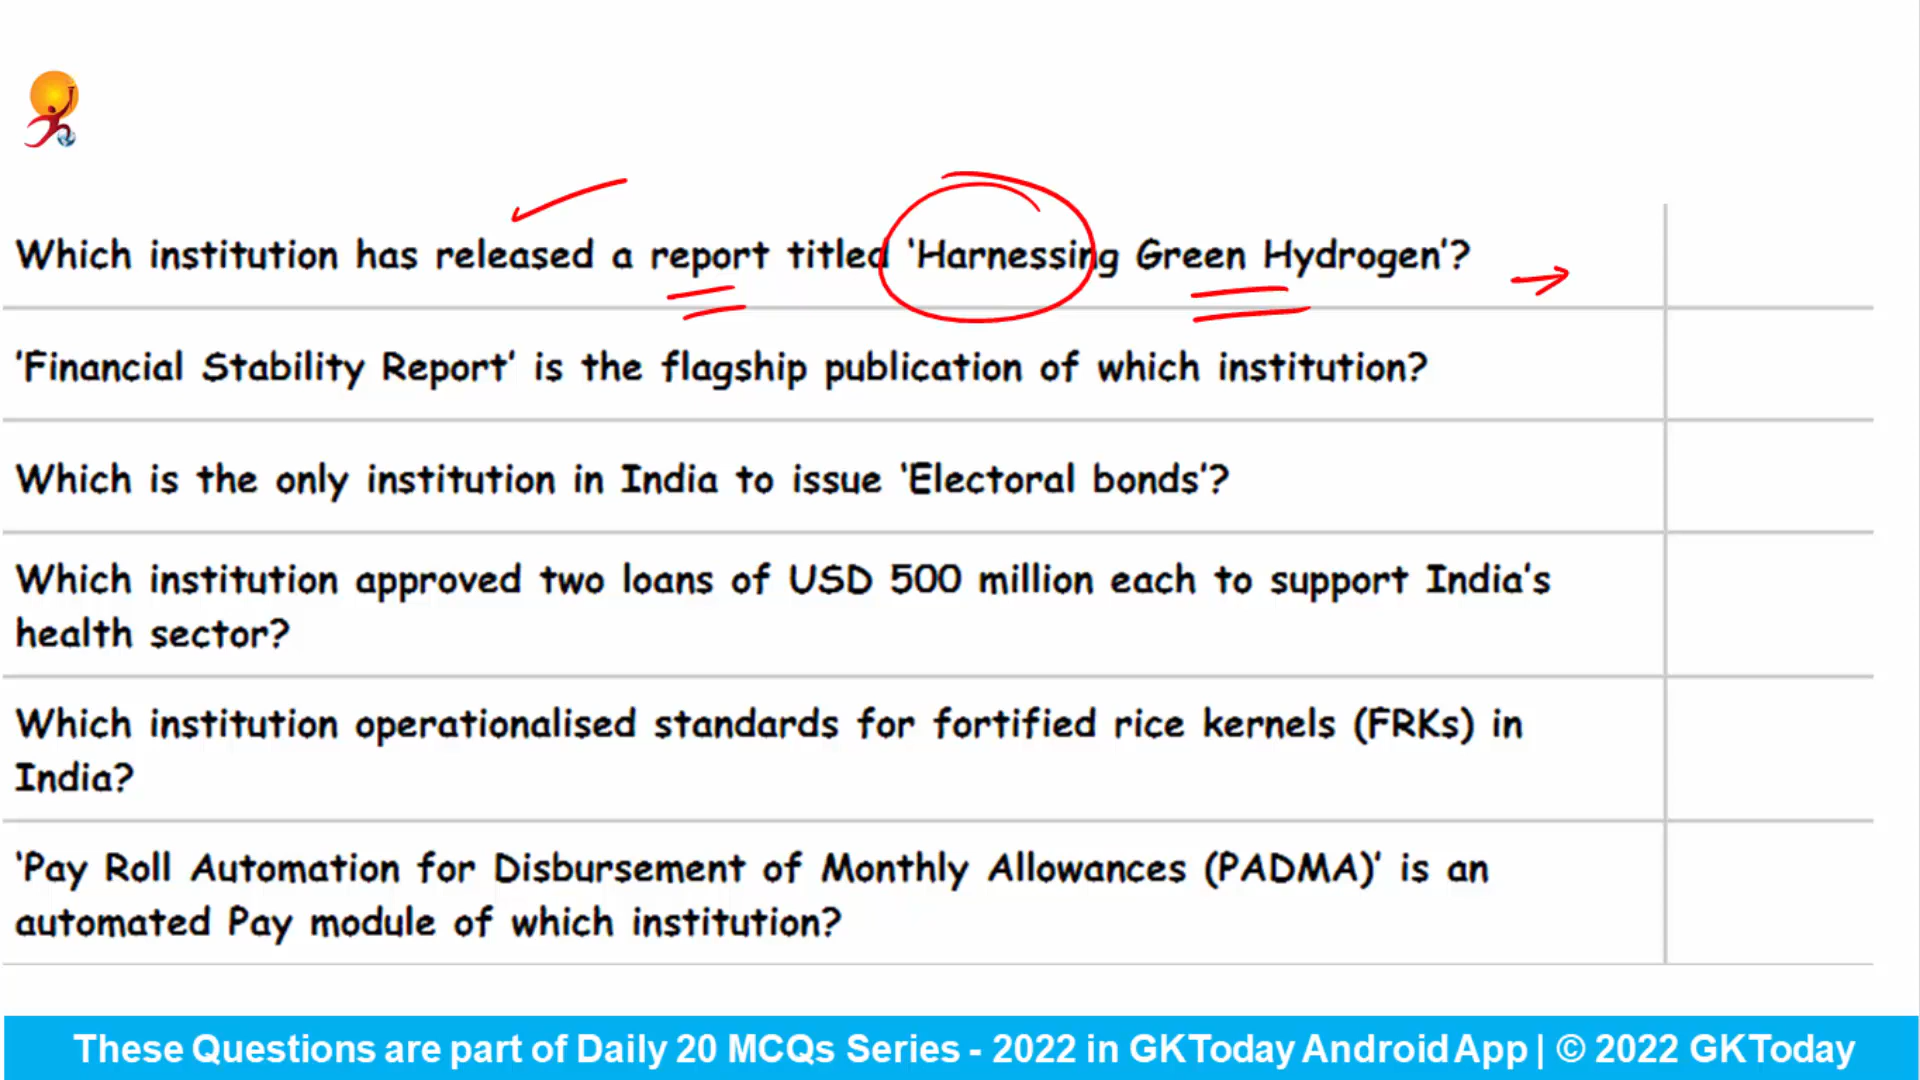 Which institution has released a report titled 'Harnessing Green Hydrogen'?
'Financial Stability Report' is the flagship publication of which institution?
Which is the only institution in India to issue 'Electoral bonds'?
Which institution approved two loans of USD 500 million each to support India's
health sector?
Which institution operationalised standards for fortified rice kernels (FRKs) in
India?
'Pay Roll Automation for Disbursement of Monthly Allowances (PADMA)' is an
automated Pay module of which institution?
These Questions are part of Daily 20 MCQs Series - 2022 in GKToday Android App | © 2022 GKToday